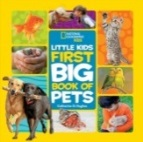 NATIONAL GEOGRAPHIC
KIDS
LITTLE KIDS
FIRST
BIG
BOOK OF
PETS